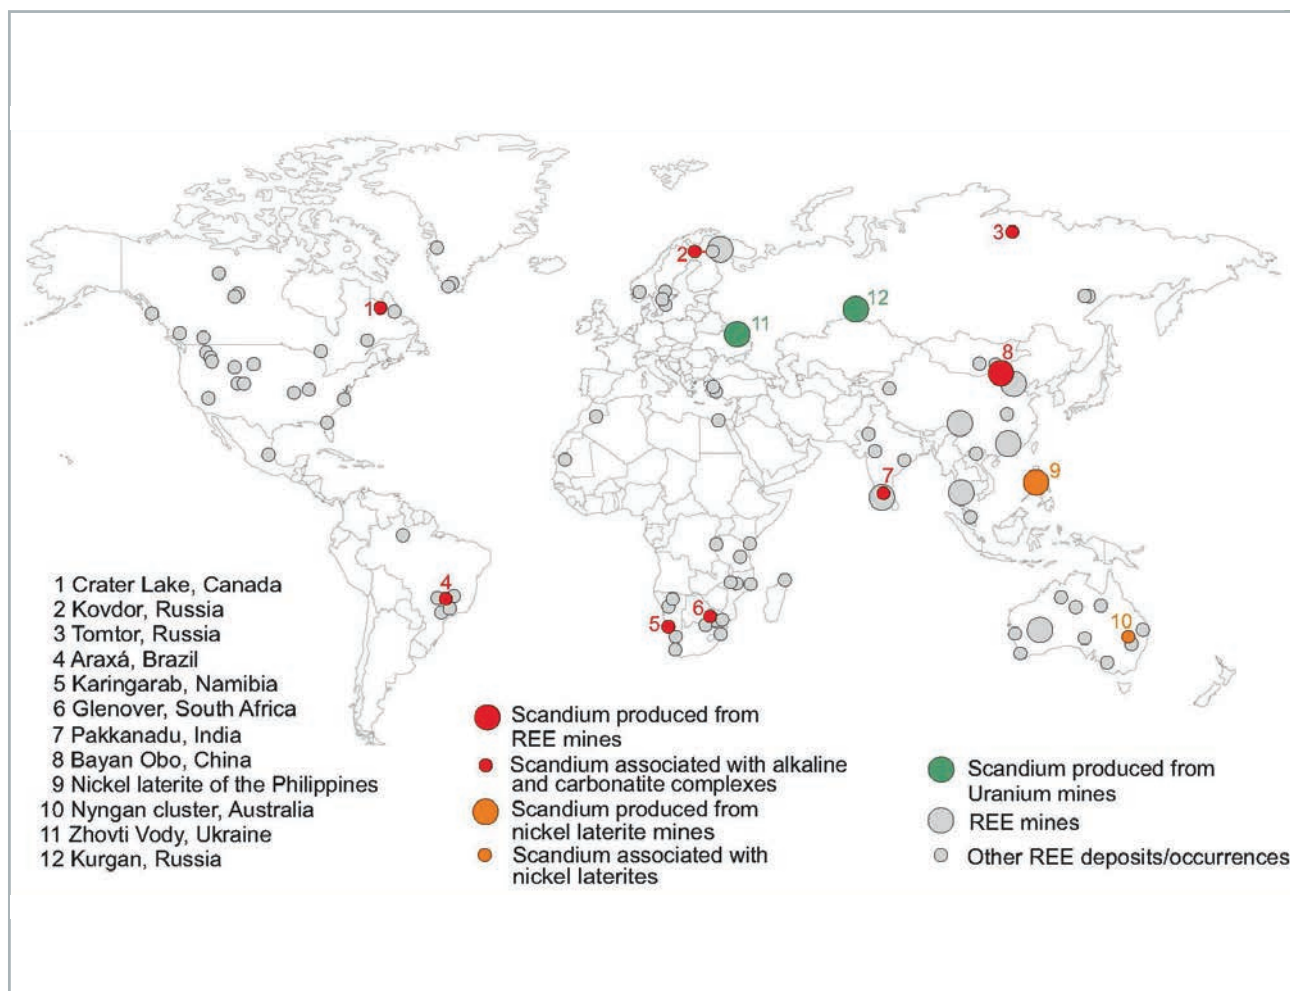 1
2
3
4
5
6
7
8
9
10
11
12
1 Crater Lake, Canada
2 Kovdor, Russia
3 Tomtor, Russia
4 Araxá, Brazil
5 Karingarab, Namibia
6 Glenover, South Africa
7 Pakkanadu, India
8 Bayan Obo, China
9 Nickel laterite of the Philippines
10 Nyngan cluster, Australia
11 Zhovti Vody, Ukraine
12 Kurgan, Russia
Scandium produced from
REE mines
Scandium associated with alkaline
and carbonatite complexes
Scandium produced from
nickel laterite mines
Scandium associated with
nickel laterites
Scandium produced from
Uranium mines
REE mines
Other REE deposits/occurrences